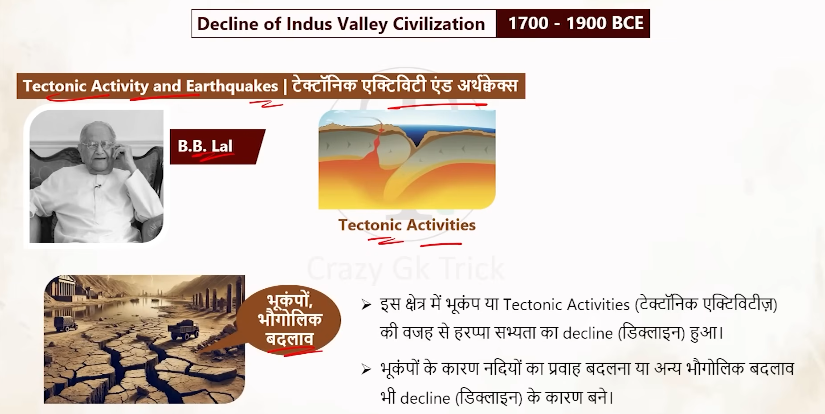 Decline of Indus Valley Civilization 1700 - 1900 BCE
Tectonic Activity and Earthquakes | टेक्टॉनिक एक्टिविटी एंड अर्थक्वेक्स
B.B. Lal
Tectonic Activities
Crazy Gk Trick
भूकंपों,
भौगोलिक
बदलाव
➢ इस क्षेत्र में भूकंप या Tectonic Activities (टेक्टॉनिक एक्टिविटीज़)
की वजह से हरप्पा सभ्यता का decline (डिक्लाइन) हुआ।
➢ भूकंपों के कारण नदियों का प्रवाह बदलना या अन्य भौगोलिक बदलाव
भी decline (डिक्लाइन) के कारण बने।